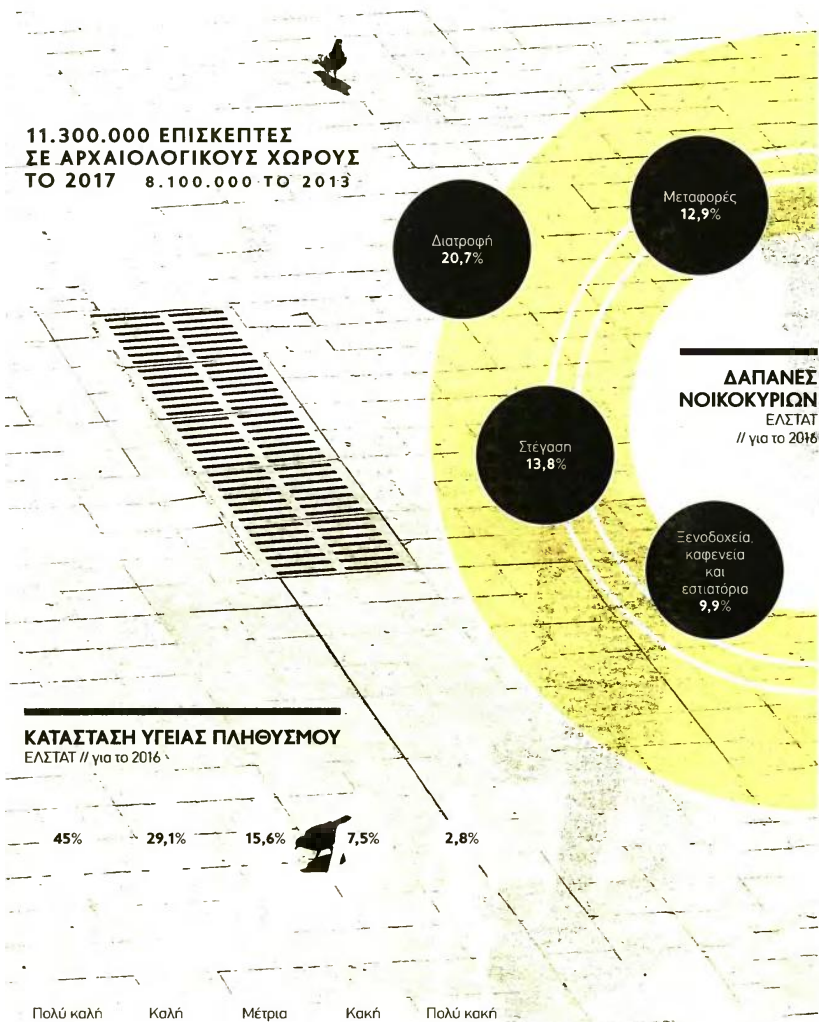 11.300.000 ΕΠΙΣΚΕΠΤΕΣ
ΣΕ ΑΡΧΑΙΟΛΟΓΙΚΟΥΣ ΧΩΡΟΥΣ
ΤΟ 2017 8.100.000 ΤΟ 2013
Μεταφορές
12,9%
Διατροφή
20,7%
ΔΑΠΑΝΕΣ
ΝΟΙΚΟΚΥΡΙΩΝ
ΕΛΣΤΑΤ
// για το 2016
Στέγαση
13,8%
Ξενοδοχεία,
καφενεία
και
εστιατόρια
9,9%
ΚΑΤΑΣΤΑΣΗ ΥΓΕΙΑΣ ΠΛΗΘΥΣΜΟΥ
ΕΛΣΤΑΤ // για το 2016
45% 29,1% 15,6% 7,5% 2,8%
Πολύ καλή Καλή Μέτρια Κακή Πολύ κακή